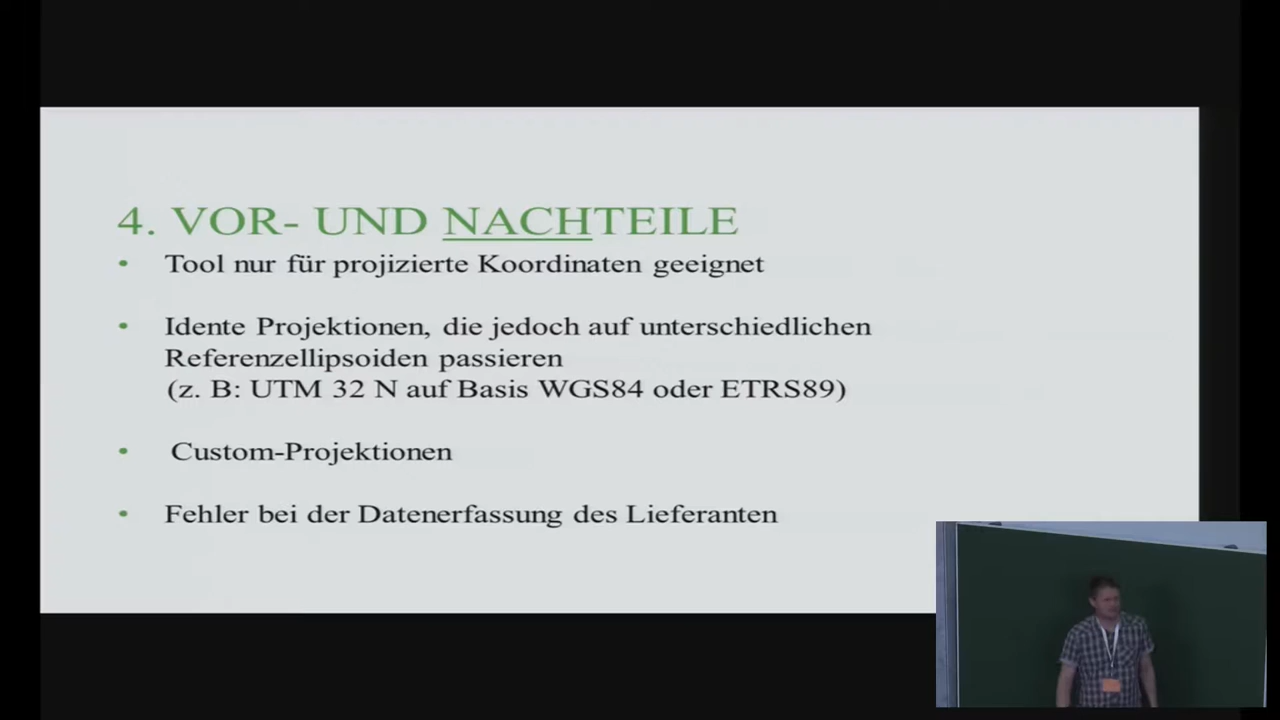 4. VOR- UND NACHTEILE
• Tool nur für projizierte Koordinaten geeignet
• Idente Projektionen, die jedoch auf unterschiedlichen
Referenzellipsoiden passieren
(z. B: UTM 32 N auf Basis WGS84 oder ETRS89)
• Custom-Projektionen
• Fehler bei der Datenerfassung des Lieferanten